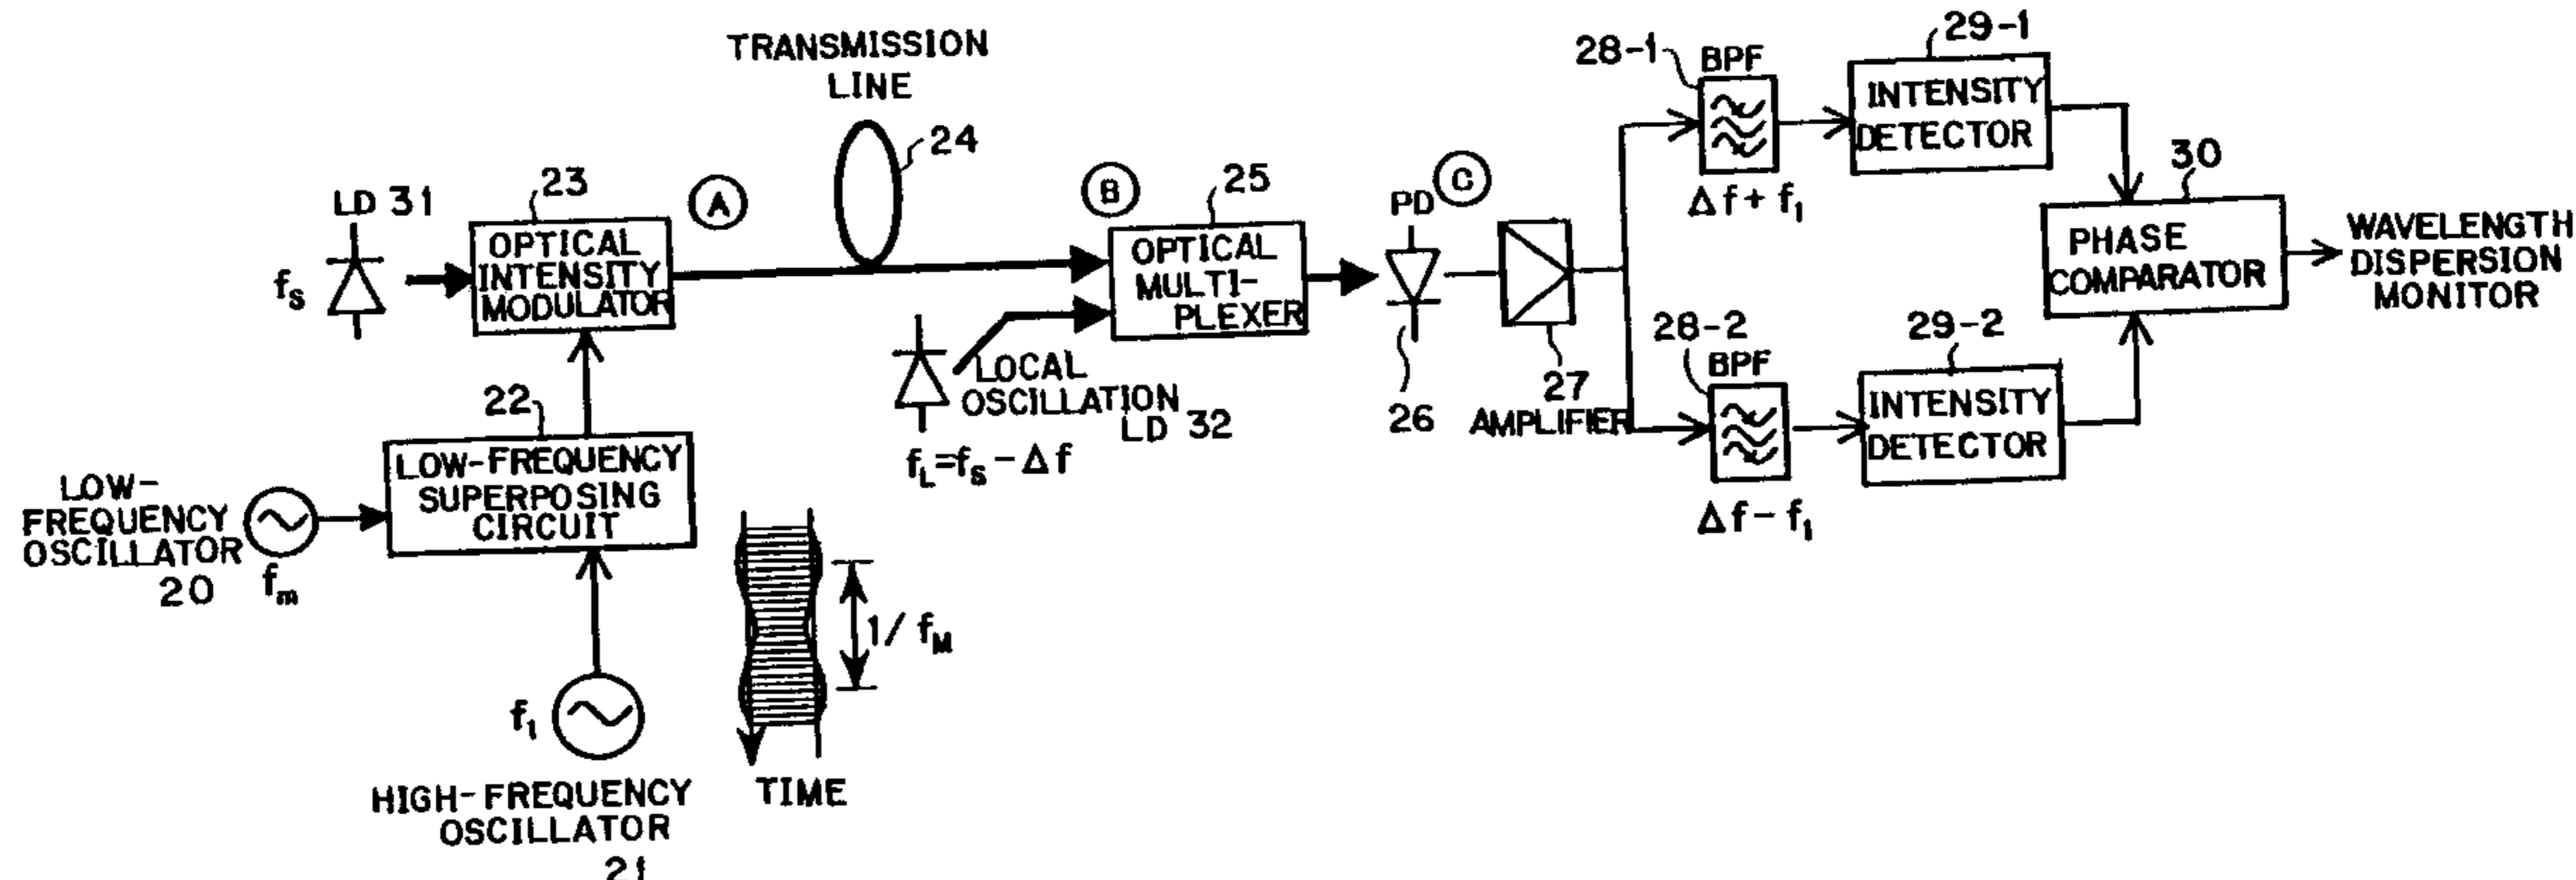 TRANSMISSION
LINE
24
LD 31
fS
23
OPTICAL
INTENSITY
MODULATOR
A
B
25
OPTICAL
MULTI-
PLEXER
LOCAL
OSCILLATION
LD 32
fL=fS-Δf
PD
C
26
27
AMPLIFIER
28-1
BPF
Δf+f1
29-1
INTENSITY
DETECTOR
28-2
BPF
Δf-f1
29-2
INTENSITY
DETECTOR
30
PHASE
COMPARATOR
WAVELENGTH
DISPERSION
MONITOR
22
LOW-FREQUENCY
SUPERPOSING
CIRCUIT
LOW-
FREQUENCY
OSCILLATOR
20
fm
f1
HIGH-FREQUENCY
OSCILLATOR
21
1/fM
TIME